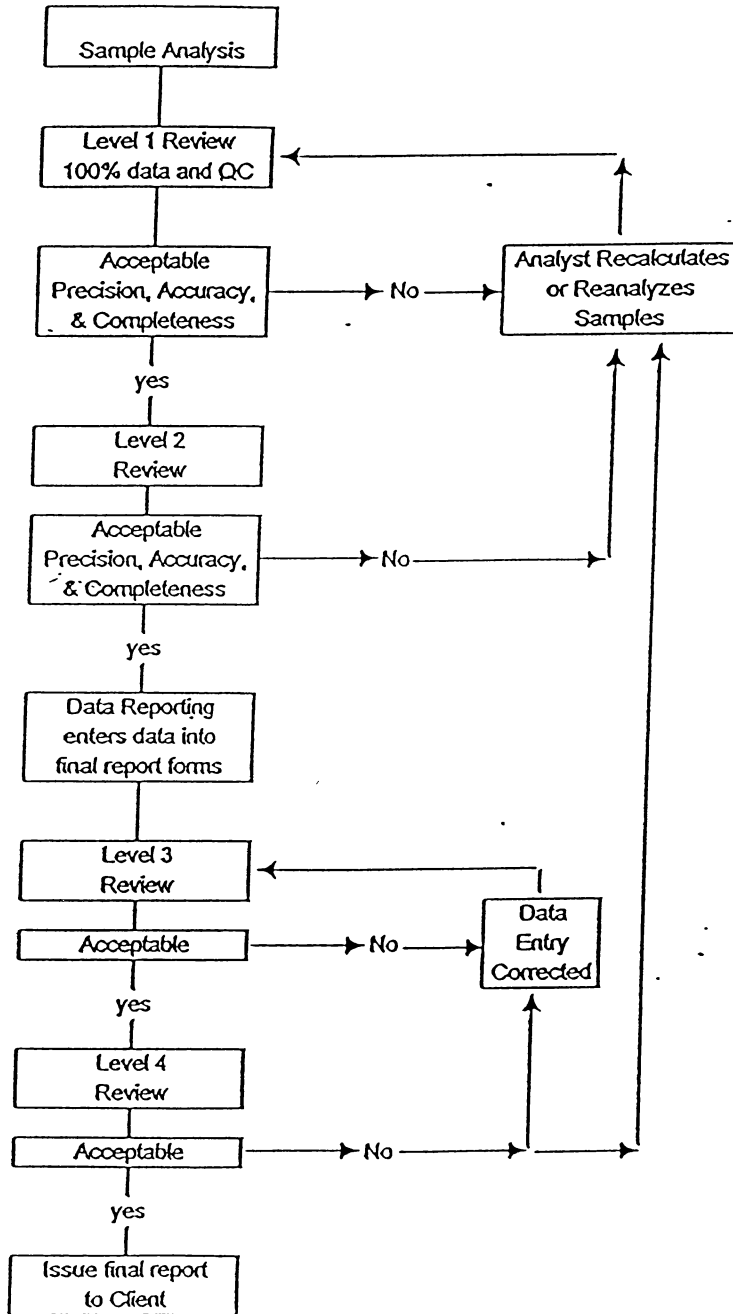 Sample Analysis
Level 1 Review
100% data and QC
Acceptable
Precision, Accuracy,
& Completeness
No
Analyst Recalculates
or Reanalyzes
Samples
yes
Level 2
Review
Acceptable
Precision, Accuracy,
& Completeness
No
yes
Data Reporting
enters data into
final report forms
Level 3
Review
Acceptable
No
Data
Entry
Corrected
yes
Level 4
Review
Acceptable
No
yes
Issue final report
to Client